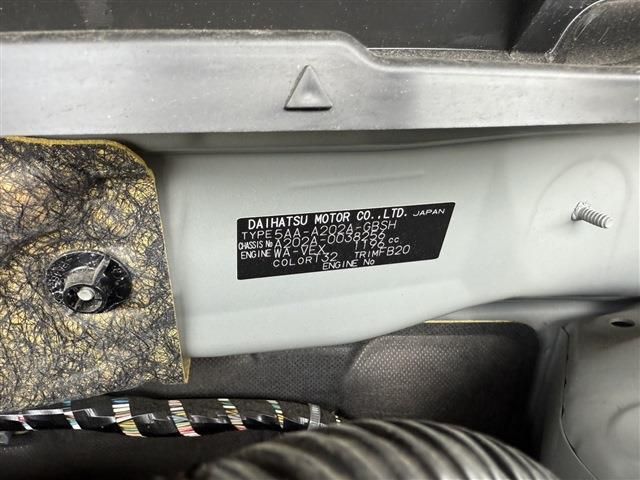 DAIHATSU MOTOR CO.,LTD. JAPAN
TYPE 5AA-A202A-GBSH
CHASSIS No A202A-0038256
ENGINE WA-VEX 1196 cc
COLOR T32 TRIM FB20
ENGINE No